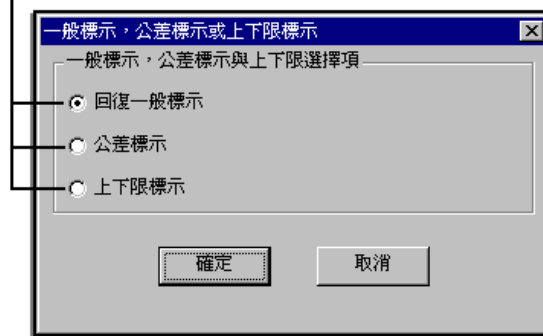 一般標示，公差標示或上下限標示
一般標示，公差標示與上下限選擇項
回復一般標示
公差標示
上下限標示
確定
取消